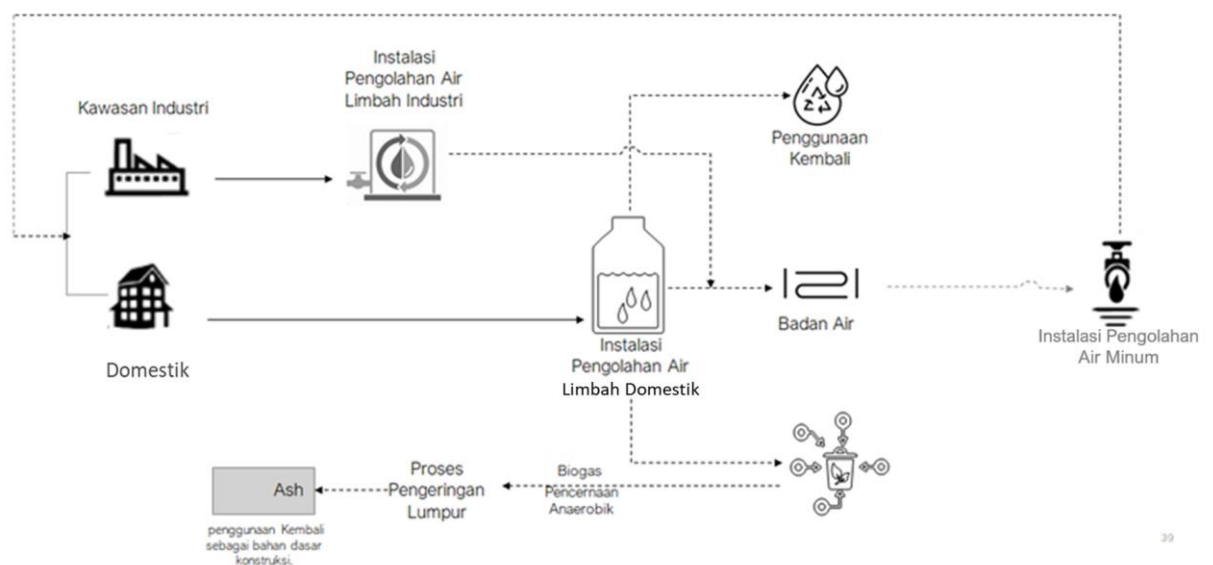 Instalasi
Pengolahan Air
Limbah Industri
Kawasan Industri
Penggunaan
Kembali
Badan Air
Instalasi Pengolahan
Air Minum
Domestik
Instalasi
Pengolahan Air
Limbah Domestik
Biogas
Pencernaan
Anaerobik
Proses
Pengeringan
Lumpur
Ash
penggunaan Kembali
sebagai bahan dasar
konstruksi.
39